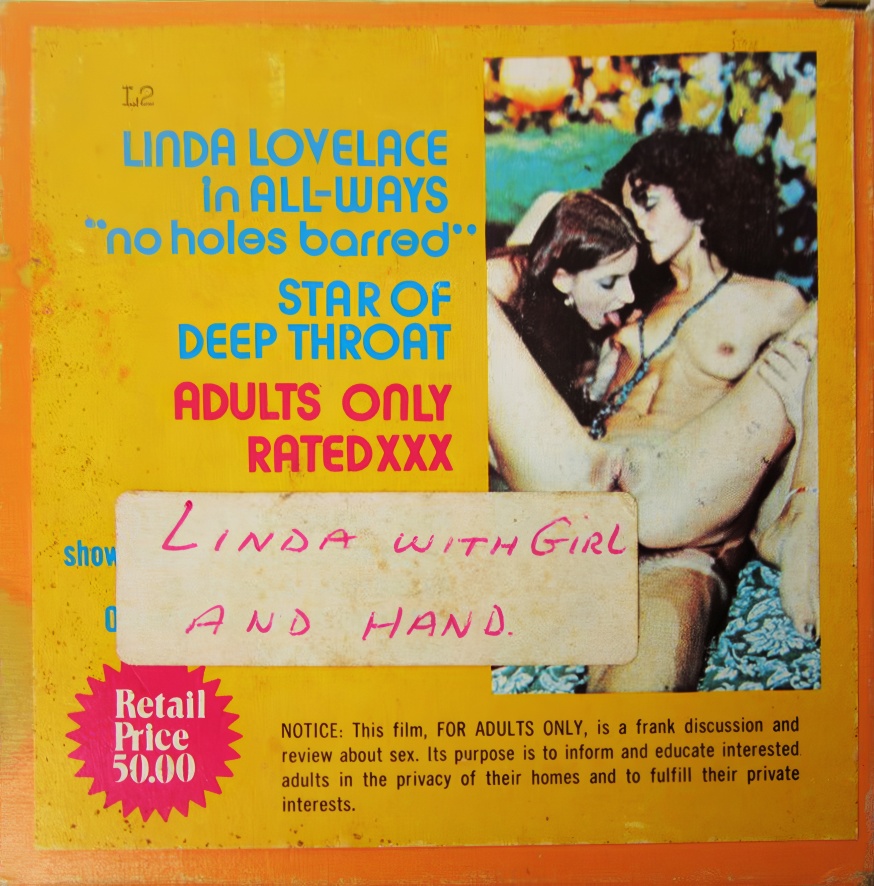 L2
LINDA LOVELACE
in ALL-WAYS
"no holes barred"
STAR OF
DEEP THROAT
ADULTS ONLY
RATED XXX
LINDA WITH GIRL
AND HAND.
show
Retail
Price
50.00
NOTICE: This film, FOR ADULTS ONLY, is a frank discussion and
review about sex. Its purpose is to inform and educate interested
adults in the privacy of their homes and to fulfill their private
interests.